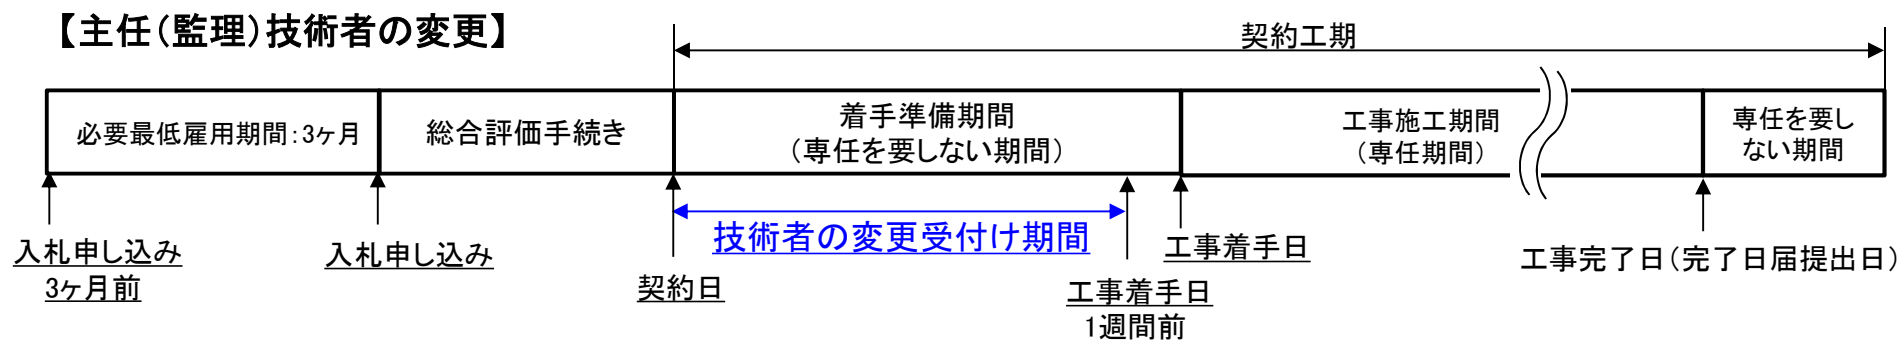 【主任（監理）技術者の変更】
契約工期
必要最低雇用期間：3ヶ月
総合評価手続き
着手準備期間
（専任を要しない期間）
工事施工期間
（専任期間）
専任を要し
ない期間
技術者の変更受付け期間
入札申し込み
3ヶ月前
入札申し込み
契約日
工事着手日
1週間前
工事着手日
工事完了日（完了日届提出日）